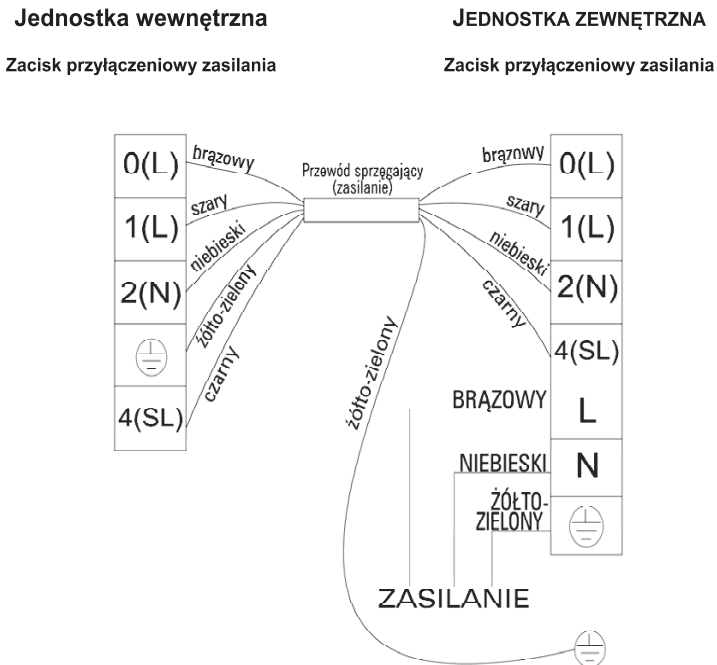 Jednostka wewnętrzna
JEDNOSTKA ZEWNĘTRZNA
Zacisk przyłączeniowy zasilania
Zacisk przyłączeniowy zasilania
0(L)
1(L)
2(N)
4(SL)
brązowy
szary
niebieski
żółto-zielony
czarny
Przewód sprzęgający
(zasilanie)
brązowy
szary
niebieski
czarny
żółto-zielony
0(L)
1(L)
2(N)
4(SL)
BRĄZOWY
L
NIEBIESKI
N
ŻÓŁTO-
ZIELONY
ZASILANIE